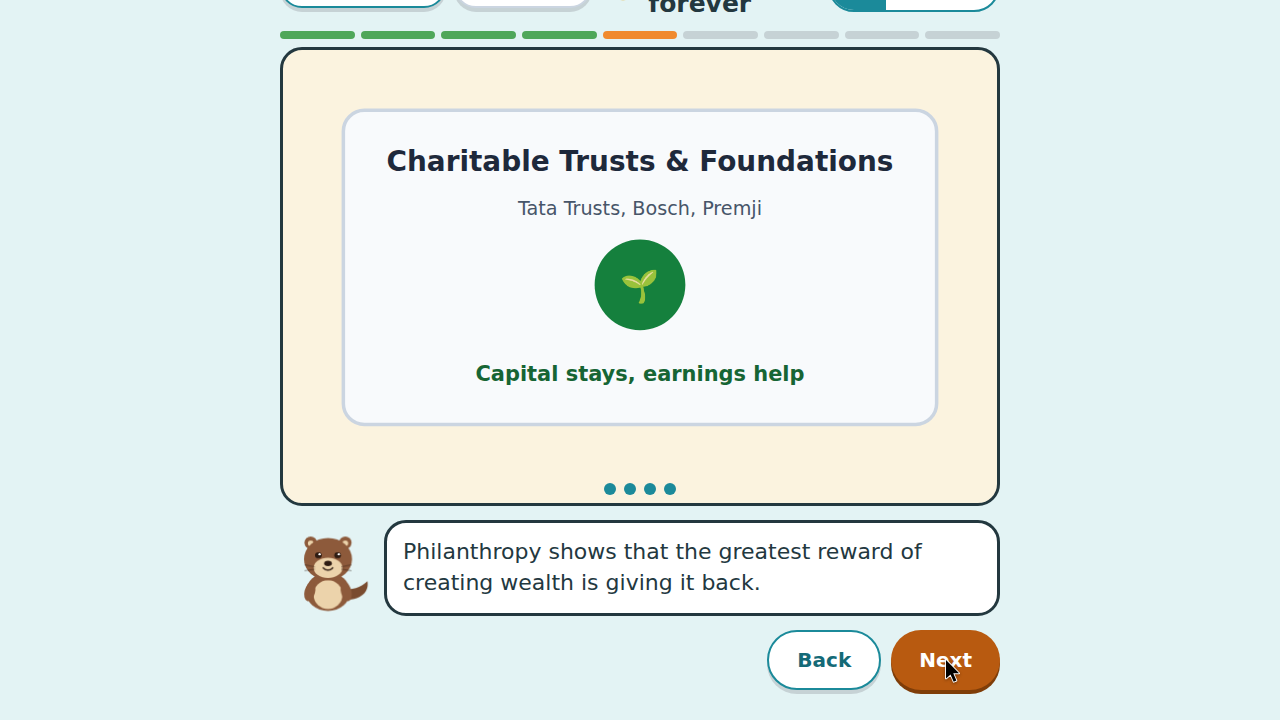 forever
Charitable Trusts & Foundations
Tata Trusts, Bosch, Premji
Capital stays, earnings help
Philanthropy shows that the greatest reward of
creating wealth is giving it back.
Back
Next